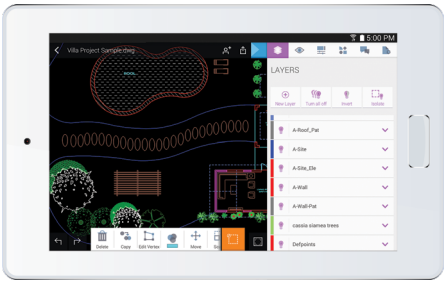 5:00 PM
Villa Project Sample.dwg
LAYERS
New Layer Turn all off Invert Isolate
POOL
A-Roof_Pat
A-Site
A-Site_Ele
A-Wall
A-Wall-Pat
cassia siamea trees
Defpoints
Delete Copy Edit Vertex Move